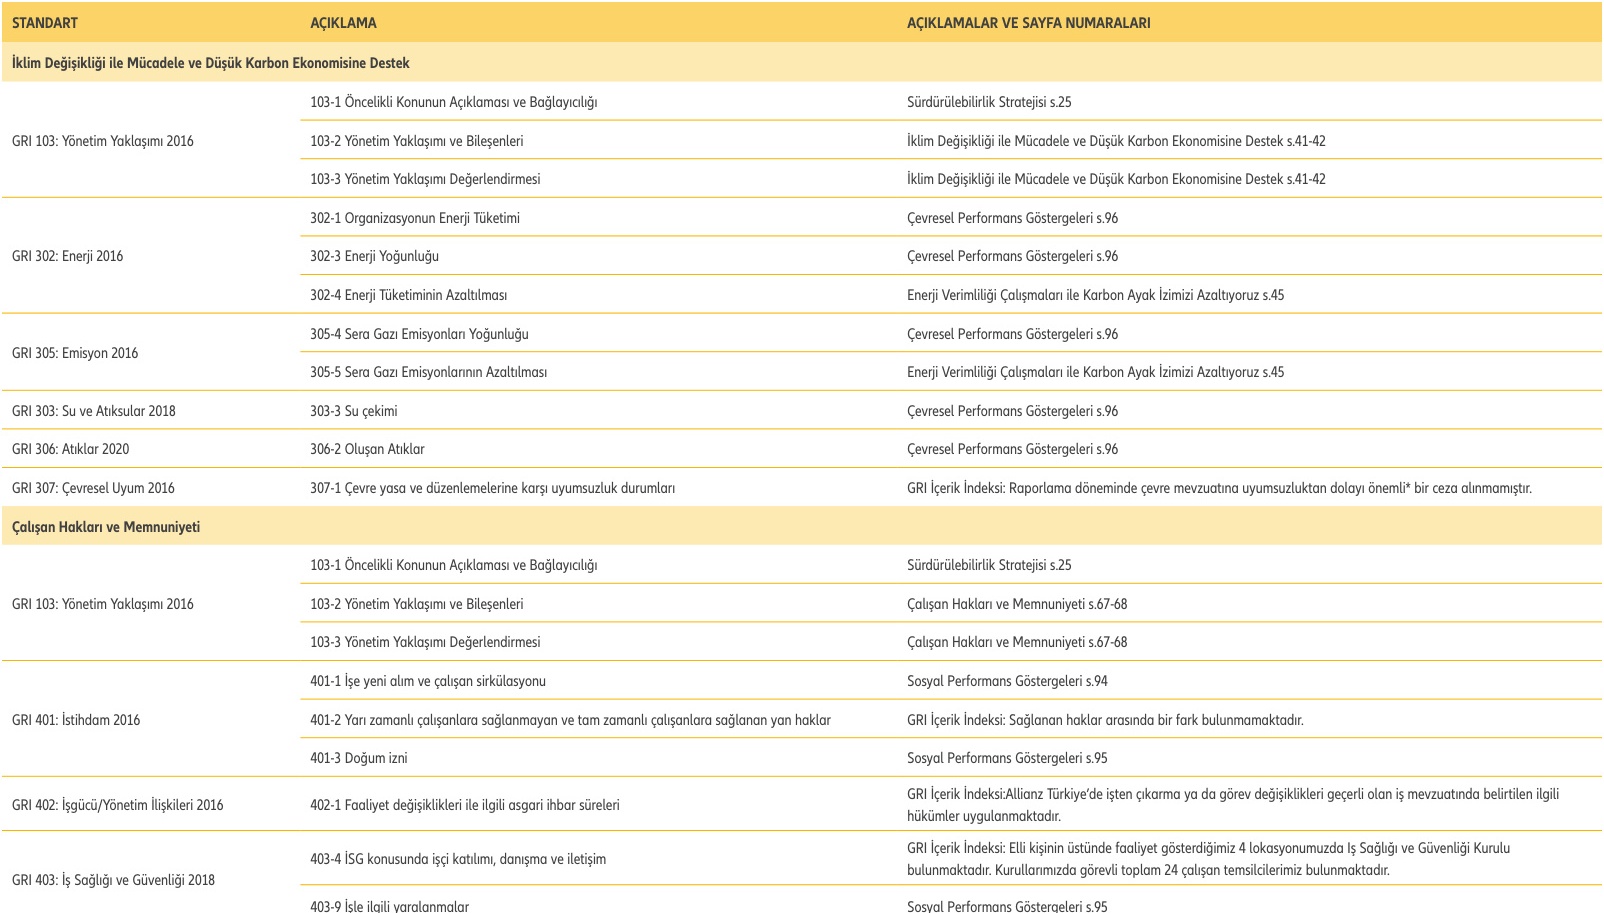 STANDART AÇIKLAMA AÇIKLAMALAR VE SAYFA NUMARALARI
İklim Değişikliği ile Mücadele ve Düşük Karbon Ekonomisine Destek
103-1 Öncelikli Konunun Açıklaması ve Bağlayıcılığı Sürdürülebilirlik Stratejisi s.25
GRI 103: Yönetim Yaklaşımı 2016 103-2 Yönetim Yaklaşımı ve Bileşenleri İklim Değişikliği ile Mücadele ve Düşük Karbon Ekonomisine Destek s.41-42
103-3 Yönetim Yaklaşımı Değerlendirmesi İklim Değişikliği ile Mücadele ve Düşük Karbon Ekonomisine Destek s.41-42
302-1 Organizasyonun Enerji Tüketimi Çevresel Performans Göstergeleri s.96
GRI 302: Enerji 2016 302-3 Enerji Yoğunluğu Çevresel Performans Göstergeleri s.96
302-4 Enerji Tüketiminin Azaltılması Enerji Verimliliği Çalışmaları ile Karbon Ayak İzimizi Azaltıyoruz s.45
305-4 Sera Gazı Emisyonları Yoğunluğu Çevresel Performans Göstergeleri s.96
GRI 305: Emisyon 2016
305-5 Sera Gazı Emisyonlarının Azaltılması Enerji Verimliliği Çalışmaları ile Karbon Ayak İzimizi Azaltıyoruz s.45
GRI 303: Su ve Atıksular 2018 303-3 Su çekimi Çevresel Performans Göstergeleri s.96
GRI 306: Atıklar 2020 306-2 Oluşan Atıklar Çevresel Performans Göstergeleri s.96
GRI 307: Çevresel Uyum 2016 307-1 Çevre yasa ve düzenlemelerine karşı uyumsuzluk durumları GRI İçerik İndeksi: Raporlama döneminde çevre mevzuatına uyumsuzluktan dolayı önemli* bir ceza alınmamıştır.
Çalışan Hakları ve Memnuniyeti
103-1 Öncelikli Konunun Açıklaması ve Bağlayıcılığı Sürdürülebilirlik Stratejisi s.25
GRI 103: Yönetim Yaklaşımı 2016 103-2 Yönetim Yaklaşımı ve Bileşenleri Çalışan Hakları ve Memnuniyeti s.67-68
103-3 Yönetim Yaklaşımı Değerlendirmesi Çalışan Hakları ve Memnuniyeti s.67-68
401-1 İşe yeni alım ve çalışan sirkülasyonu Sosyal Performans Göstergeleri s.94
GRI 401: İstihdam 2016 401-2 Yarı zamanlı çalışanlara sağlanmayan ve tam zamanlı çalışanlara sağlanan yan haklar GRI İçerik İndeksi: Sağlanan haklar arasında bir fark bulunmamaktadır.
401-3 Doğum izni Sosyal Performans Göstergeleri s.95
GRI 402: İşgücü/Yönetim İlişkileri 2016 402-1 Faaliyet değişiklikleri ile ilgili asgari ihbar süreleri GRI İçerik İndeksi:Allianz Türkiye'de işten çıkarma ya da görev değişiklikleri geçerli olan iş mevzuatında belirtilen ilgili
hükümler uygulanmaktadır.
403-4 İSG konusunda işçi katılımı, danışma ve iletişim GRI İçerik İndeksi: Elli kişinin üstünde faaliyet gösterdiğimiz 4 lokasyonumuzda Iş Sağlığı ve Güvenliği Kurulu
bulunmaktadır. Kurullarımızda görevli toplam 24 çalışan temsilcilerimiz bulunmaktadır.
GRI 403: İş Sağlığı ve Güvenliği 2018
403-9 İşle ilgili yaralanmalar Sosyal Performans Göstergeleri s.95